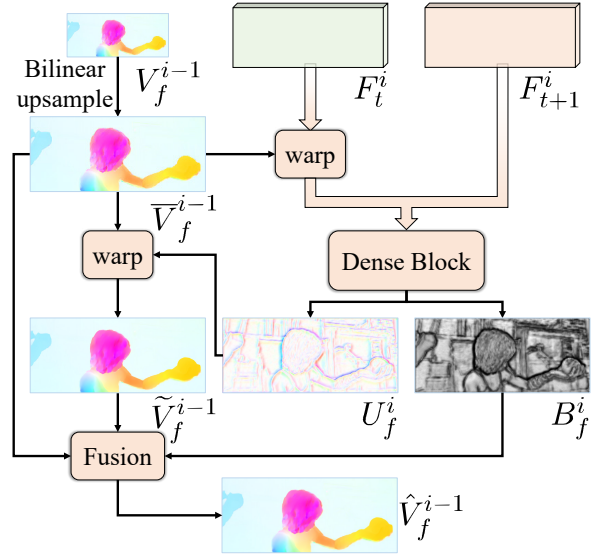 Bilinear
upsample
$V_f^{i-1}$
$F_t^i$
$F_{t+1}^i$
warp
$\overline{V}_f^{i-1}$
warp
Dense Block
$\widetilde{V}_f^{i-1}$
$U_f^i$
$B_f^i$
Fusion
$\hat{V}_f^{i-1}$